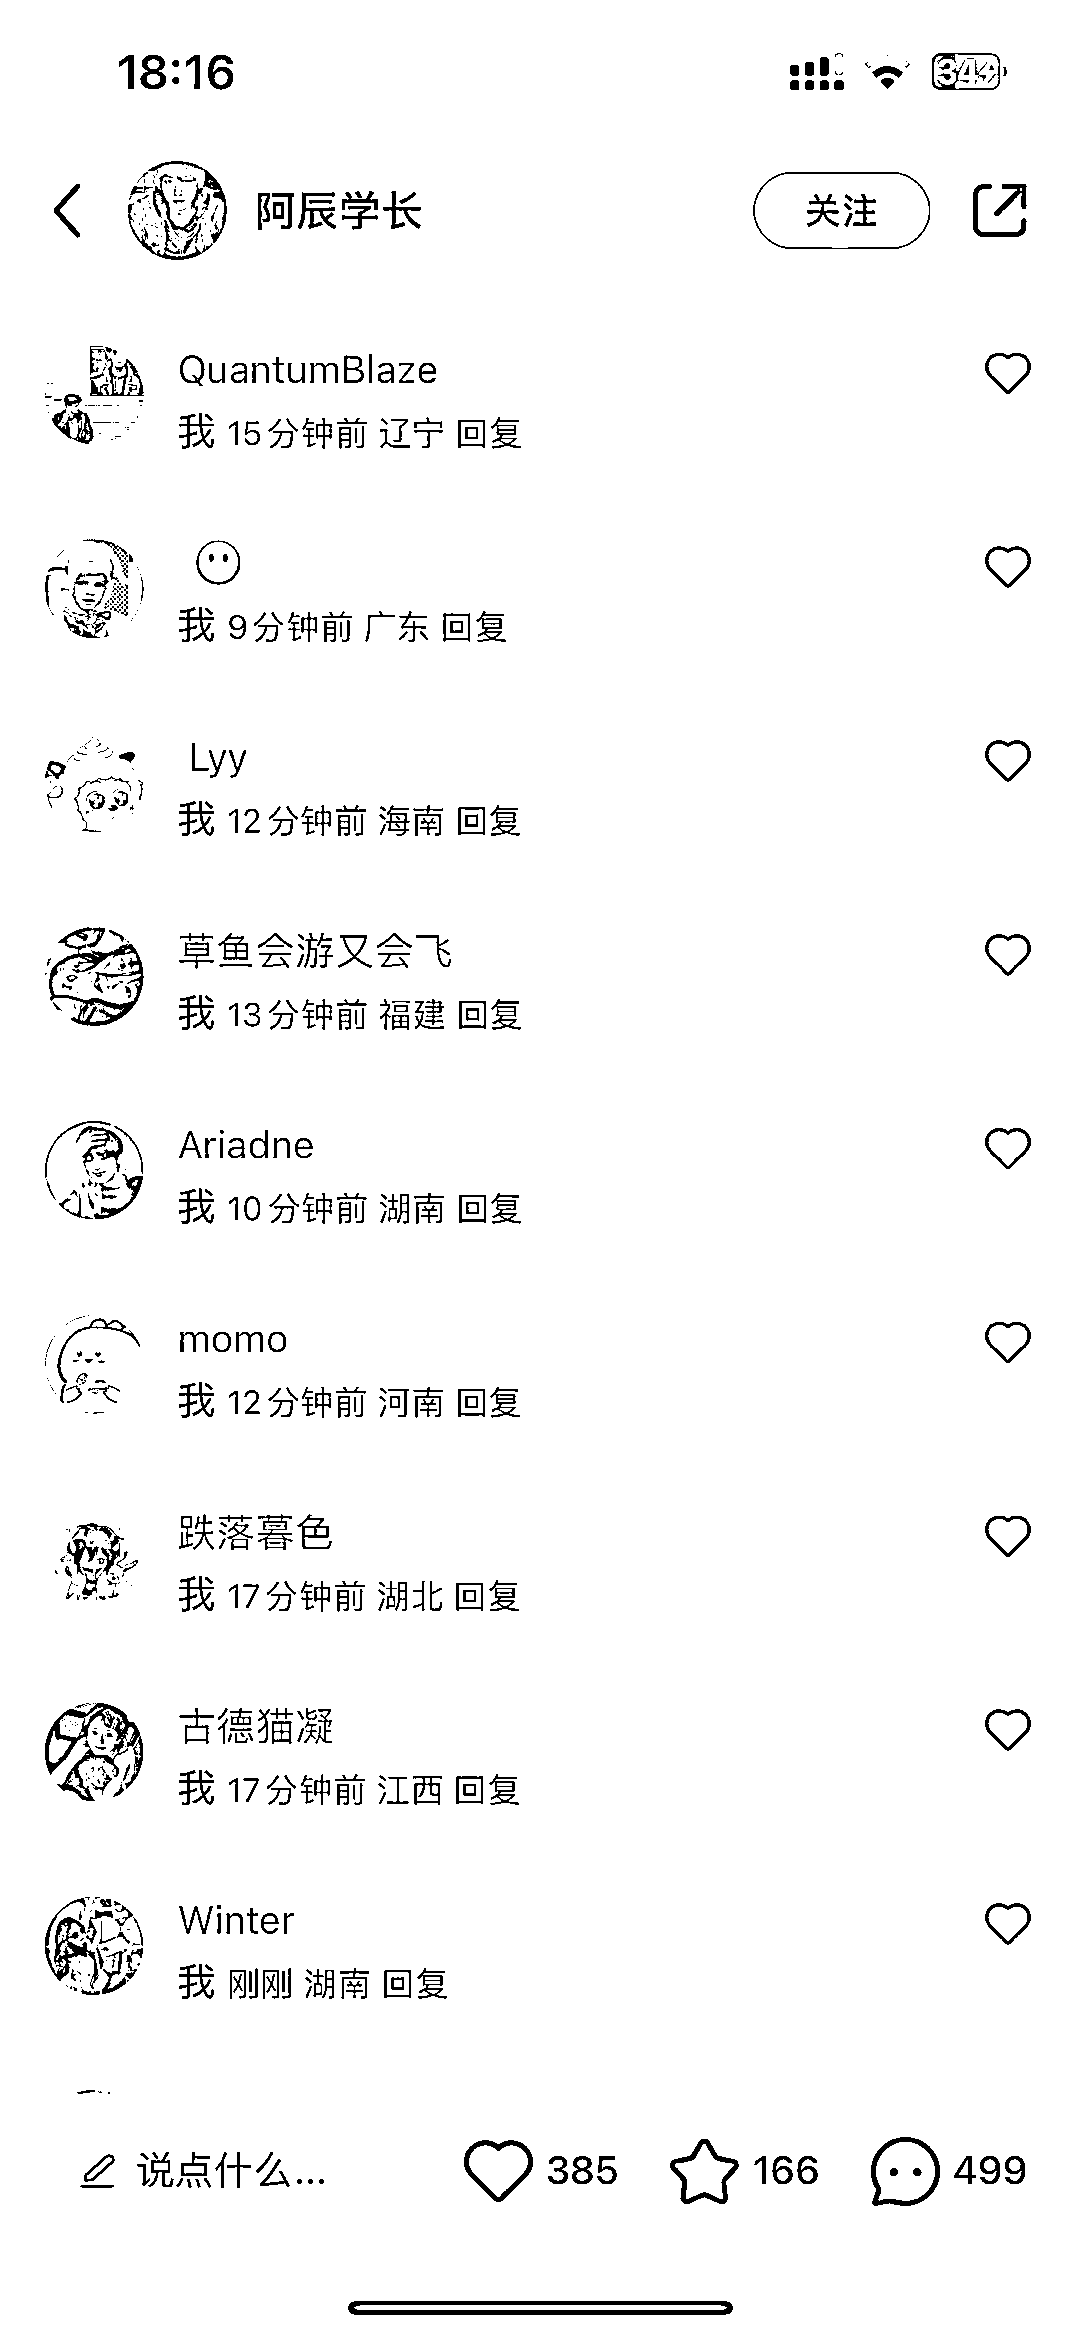 18:16
34
阿辰学长
关注
QuantumBlaze
我 15分钟前 辽宁 回复
我 9分钟前 广东 回复
Lyy
我 12分钟前 海南 回复
草鱼会游又会飞
我 13分钟前 福建 回复
Ariadne
我 10分钟前 湖南 回复
momo
我 12分钟前 河南 回复
跌落暮色
我 17分钟前 湖北 回复
古德猫凝
我 17分钟前 江西 回复
Winter
我 刚刚 湖南 回复
说点什么...
385
166
499